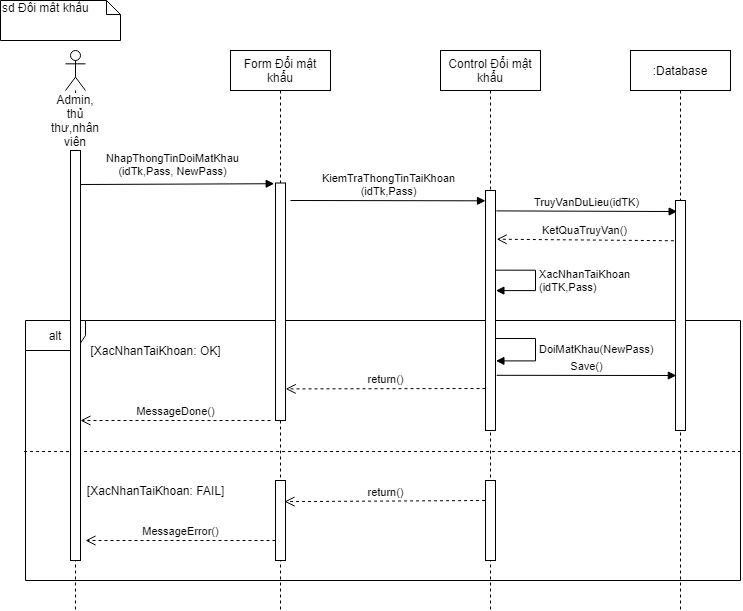 sd Đổi mật khẩu
Admin,
thủ
thư,nhân
viên
Form Đổi mật
khẩu
Control Đổi mật
khẩu
:Database
NhapThongTinDoiMatKhau
(idTk,Pass, NewPass)
KiemTraThongTinTaiKhoan
(idTk,Pass)
TruyVanDuLieu(idTK)
KetQuaTruyVan()
XacNhanTaiKhoan
(idTK,Pass)
alt
[XacNhanTaiKhoan: OK]
DoiMatKhau(NewPass)
Save()
return()
MessageDone()
[XacNhanTaiKhoan: FAIL]
return()
MessageError()